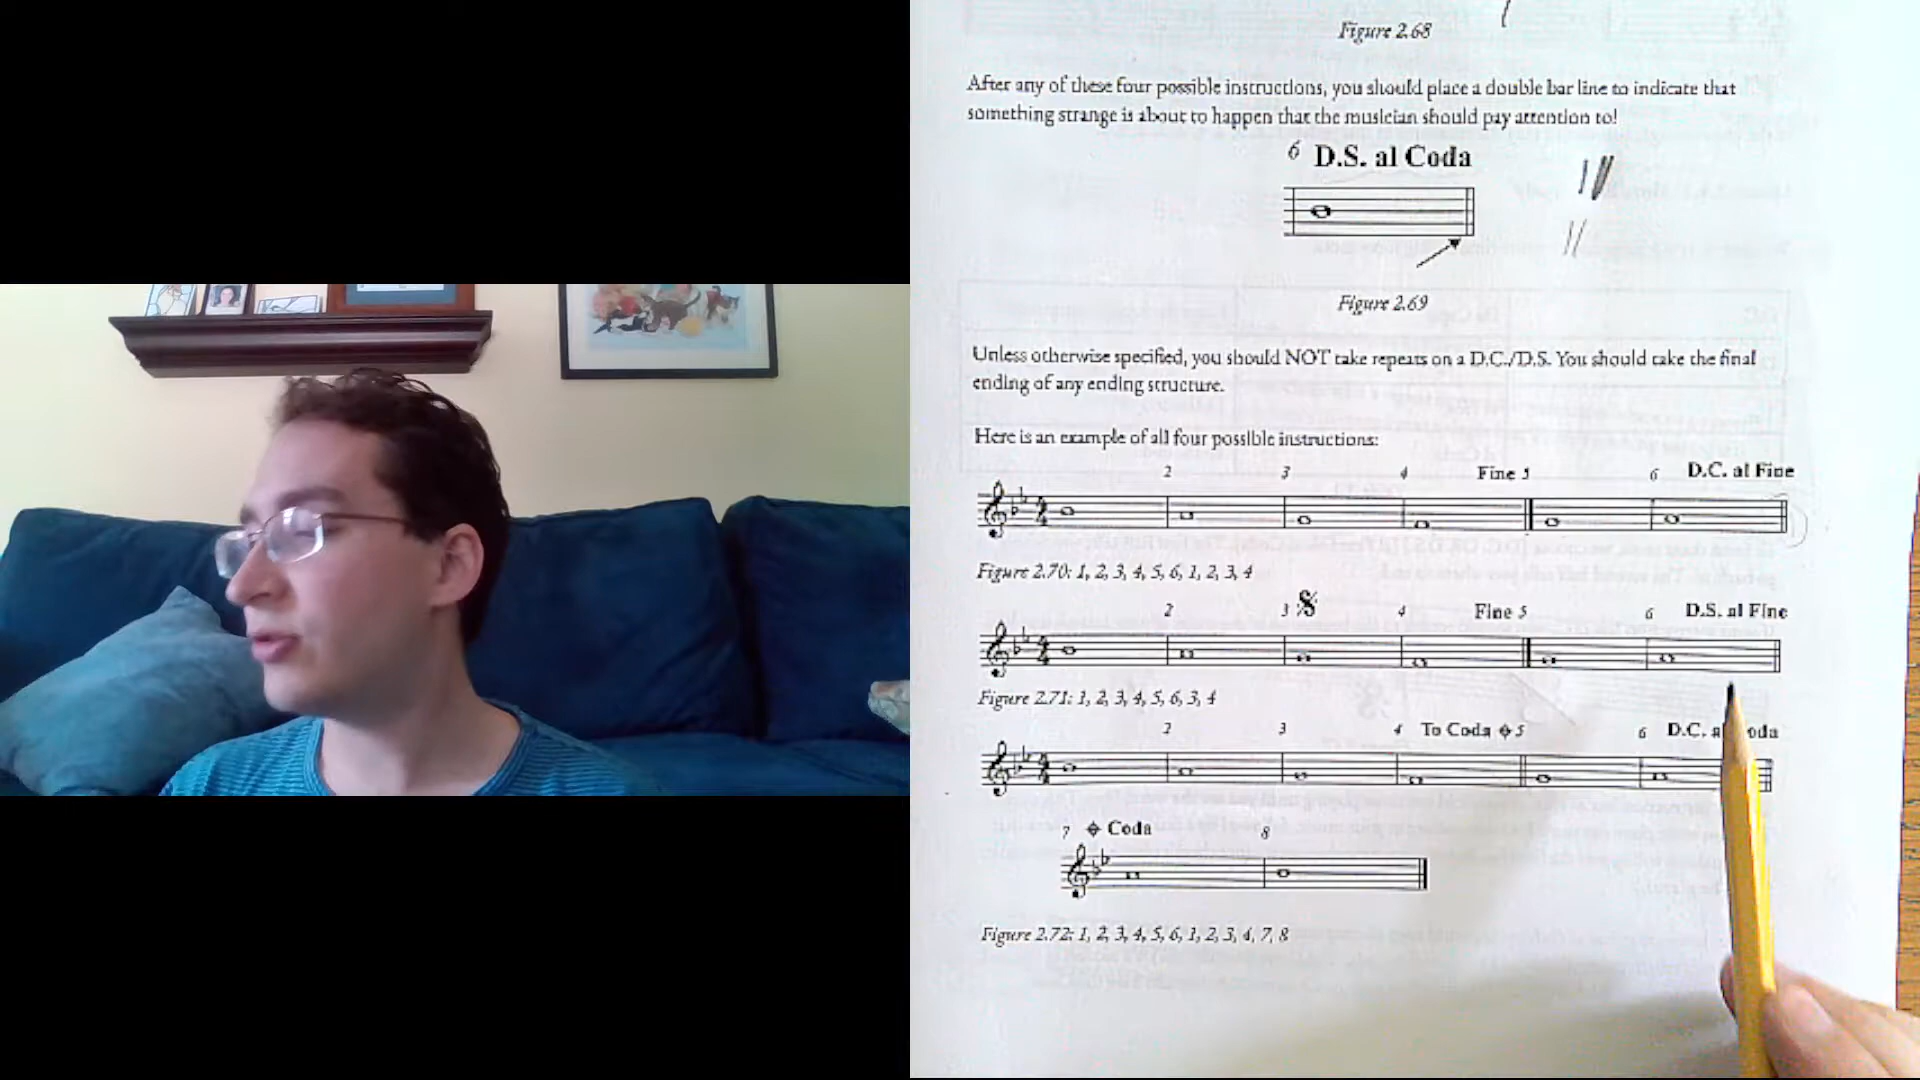 Figure 2.68
After any of these four possible instructions, you should place a double bar line to indicate that
something strange is about to happen that the musician should pay attention to!
6 D.S. al Coda
Figure 2.69
Unless otherwise specified, you should NOT take repeats on a D.C./D.S. You should take the final
ending of any ending structure.
Here is an example of all four possible instructions:
2 3 4 Fine 5 6 D.C. al Fine
Figure 2.70: 1, 2, 3, 4, 5, 6, 1, 2, 3, 4
2 3 4 Fine 5 6 D.S. al Fine
Figure 2.71: 1, 2, 3, 4, 5, 6, 3, 4
2 3 4 To Coda 5 6 D.C. al Coda
7 Coda 8
Figure 2.72: 1, 2, 3, 4, 5, 6, 1, 2, 3, 4, 7, 8